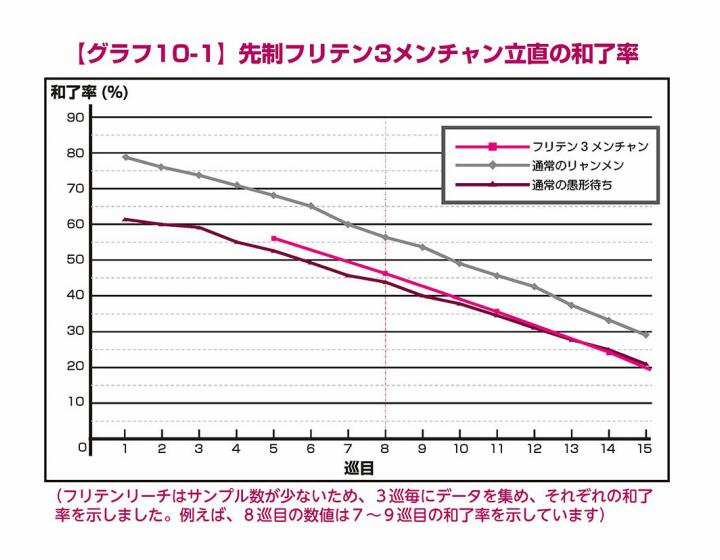 【グラフ10-1】先制フリテン3メンチャン立直の和了率
和了率(%)
90
80
70
60
50
40
30
20
10
0
フリテン3メンチャン
通常のリャンメン
通常の愚形待ち
1 2 3 4 5 6 7 8 9 10 11 12 13 14 15
巡目
(フリテンリーチはサンプル数が少ないため、3巡毎にデータを集め、それぞれの和了
率を示しました。例えば、8巡目の数値は7〜9巡目の和了率を示しています)